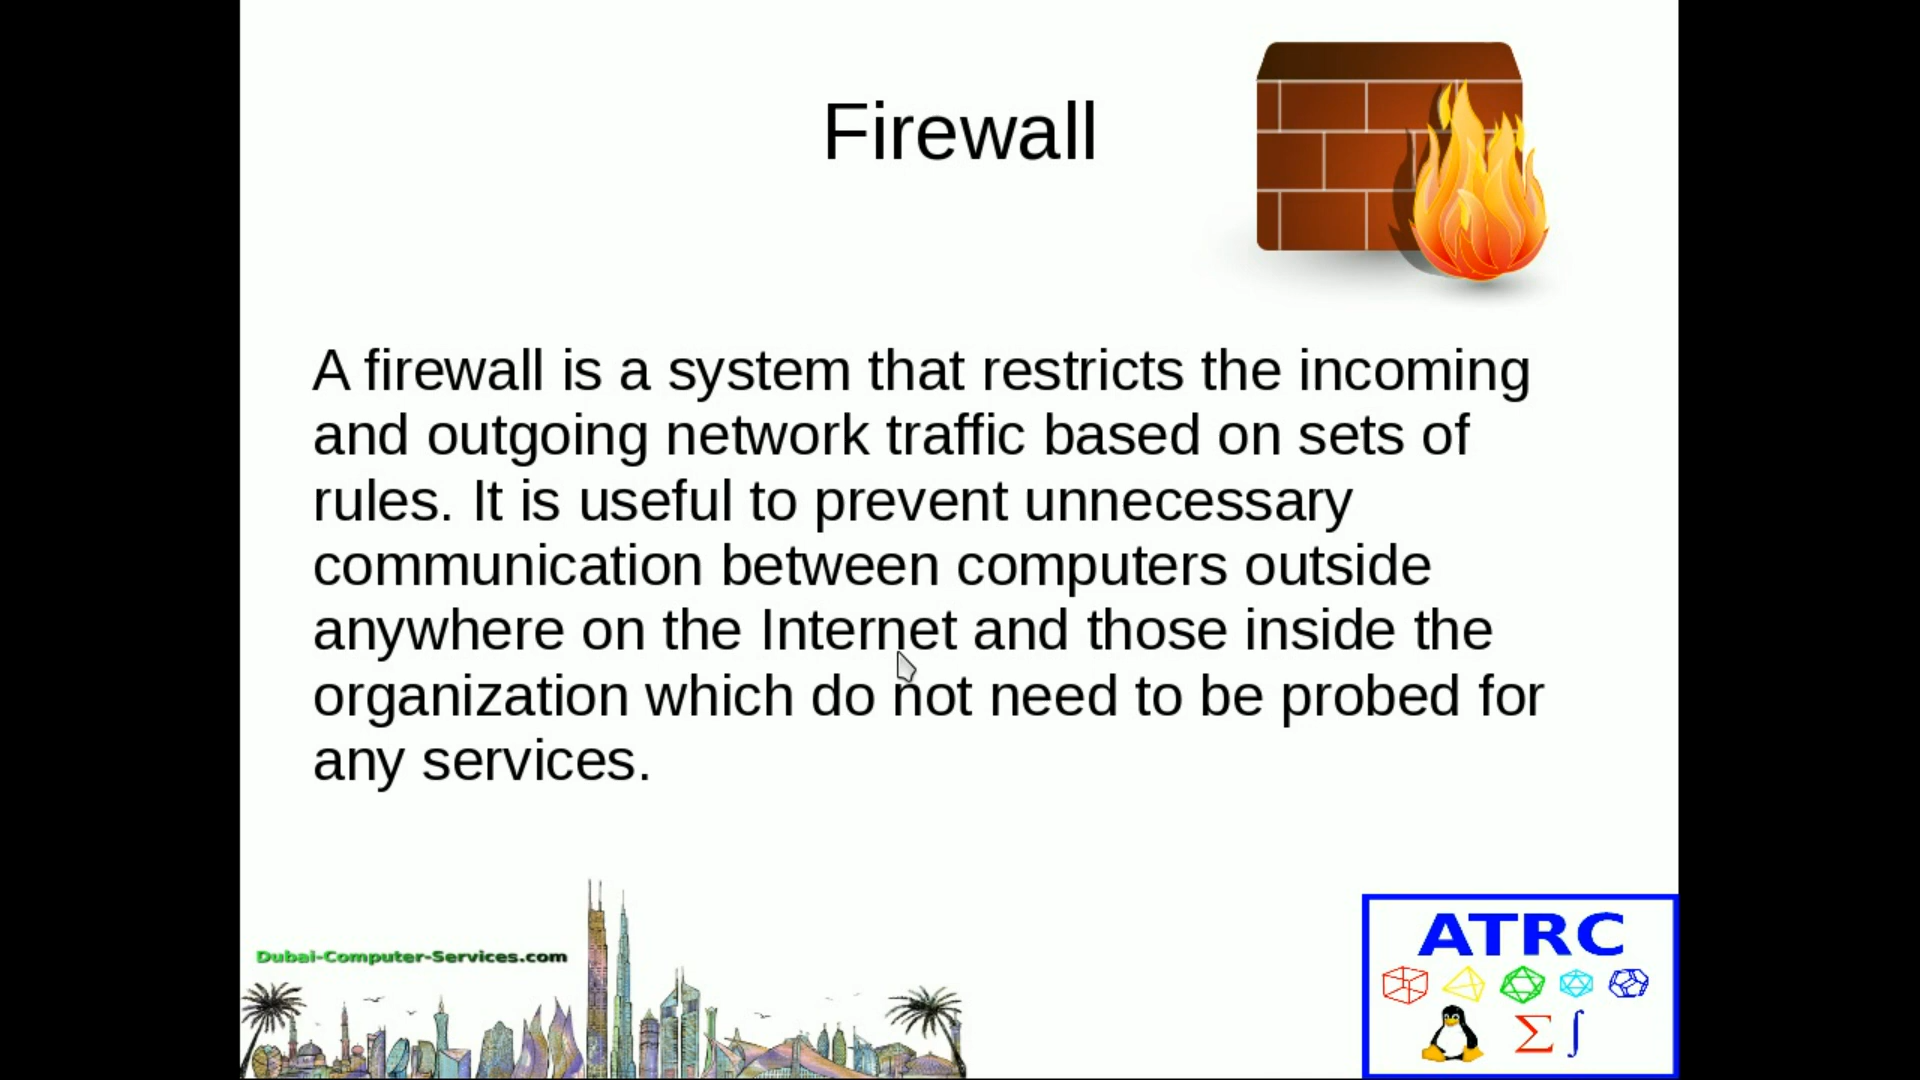 Firewall
A firewall is a system that restricts the incoming
and outgoing network traffic based on sets of
rules. It is useful to prevent unnecessary
communication between computers outside
anywhere on the Internet and those inside the
organization which do not need to be probed for
any services.
Dubai-Computer-Services.com
ATRC
Σ ∫